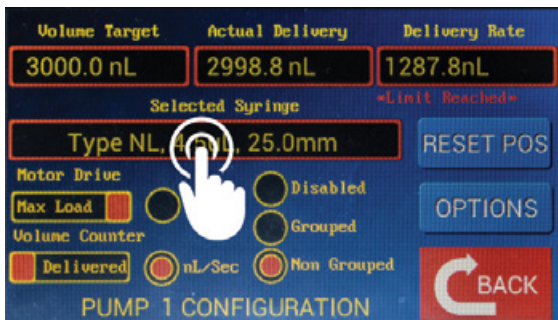 Volume Target Actual Delivery Delivery Rate
3000.0 nL 2998.8 nL 1287.8nL
*Limit Reached*
Selected Syringe
Type NL, 25.0mm
RESET POS
Motor Drive
Max Load
Disabled
OPTIONS
Grouped
Volume Counter
Delivered nL/Sec Non Grouped
BACK
PUMP 1 CONFIGURATION